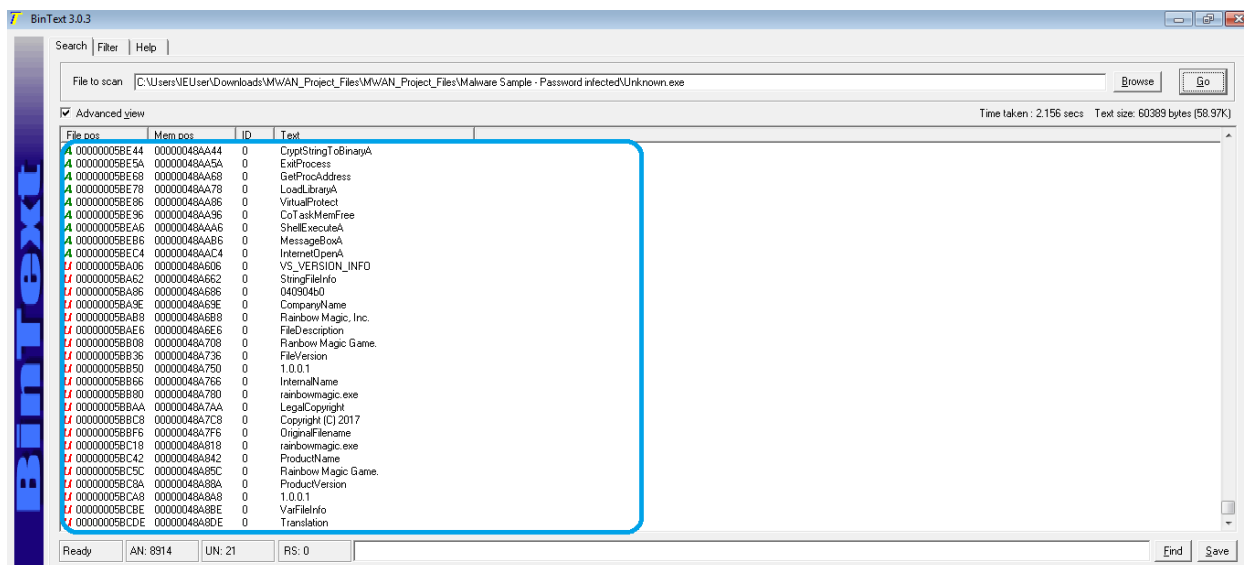 BinText 3.0.3
Search Filter Help
File to scan C:\Users\IEUser\Downloads\MWAN_Project_Files\MWAN_Project_Files\Malware Sample - Password infected\Unknown.exe Browse Go
Advanced view Time taken : 2.156 secs Text size: 60389 bytes (58.97K)
File pos Mem pos ID Text
A 00000005BE44 00000048AA44 0 CryptStringToBinaryA
A 00000005BE5A 00000048AA5A 0 ExitProcess
A 00000005BE68 00000048AA68 0 GetProcAddress
A 00000005BE78 00000048AA78 0 LoadLibraryA
A 00000005BE86 00000048AA86 0 VirtualProtect
A 00000005BE96 00000048AA96 0 CoTaskMemFree
A 00000005BEA6 00000048AAA6 0 ShellExecuteA
A 00000005BEB6 00000048AAB6 0 MessageBoxA
A 00000005BEC4 00000048AAC4 0 InternetOpenA
U 00000005BA06 00000048A606 0 VS_VERSION_INFO
U 00000005BA62 00000048A662 0 StringFileInfo
U 00000005BA86 00000048A686 0 040904b0
U 00000005BA9E 00000048A69E 0 CompanyName
U 00000005BAB8 00000048A6B8 0 Rainbow Magic, Inc.
U 00000005BAE6 00000048A6E6 0 FileDescription
U 00000005BB08 00000048A708 0 Ranbow Magic Game.
U 00000005BB36 00000048A736 0 FileVersion
U 00000005BB50 00000048A750 0 1.0.0.1
U 00000005BB66 00000048A766 0 InternalName
U 00000005BB80 00000048A780 0 rainbowmagic.exe
U 00000005BBAA 00000048A7AA 0 LegalCopyright
U 00000005BBC8 00000048A7C8 0 Copyright (C) 2017
U 00000005BBF6 00000048A7F6 0 OriginalFilename
U 00000005BC18 00000048A818 0 rainbowmagic.exe
U 00000005BC42 00000048A842 0 ProductName
U 00000005BC5C 00000048A85C 0 Rainbow Magic Game.
U 00000005BC8A 00000048A88A 0 ProductVersion
U 00000005BCA8 00000048A8A8 0 1.0.0.1
U 00000005BCBE 00000048A8BE 0 VarFileInfo
U 00000005BCDE 00000048A8DE 0 Translation
Ready AN: 8914 UN: 21 RS: 0 Find Save
BinText